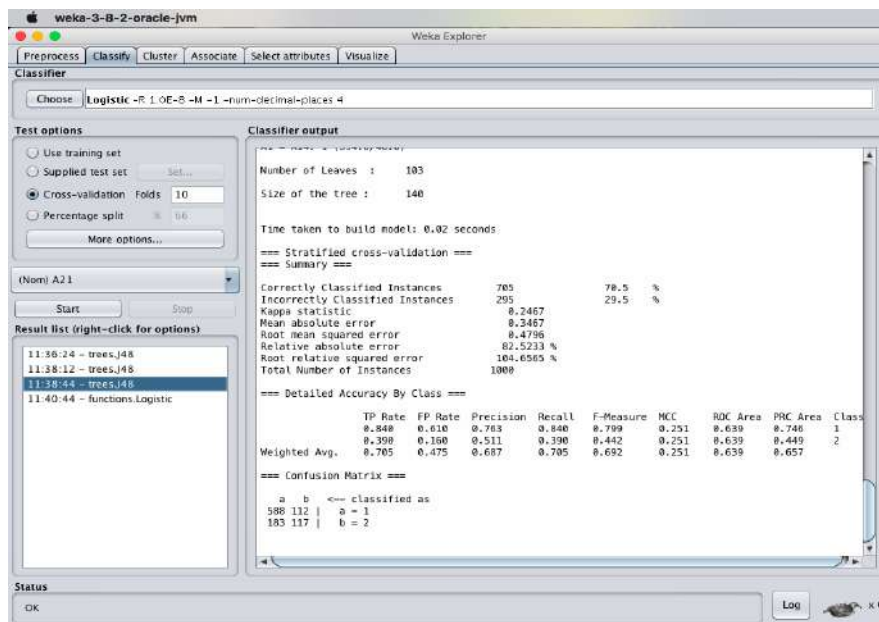 weka-3-8-2-oracle-jvm
Weka Explorer
Preprocess Classify Cluster Associate Select attributes Visualize
Classifier
Choose Logistic -R 1.0E-8 -M -1 -num-decimal-places 4
Test options
Use training set
Supplied test set Set...
Cross-validation Folds 10
Percentage split % 66
More options...
(Nom) A21
Start Stop
Result list (right-click for options)
11:36:24 - trees.J48
11:38:12 - trees.J48
11:38:44 - trees.J48
11:40:44 - functions.Logistic
Classifier output
Number of Leaves : 103
Size of the tree : 140
Time taken to build model: 0.02 seconds
=== Stratified cross-validation ===
=== Summary ===
Correctly Classified Instances 705 70.5 %
Incorrectly Classified Instances 295 29.5 %
Kappa statistic 0.2467
Mean absolute error 0.3467
Root mean squared error 0.4796
Relative absolute error 82.5233 %
Root relative squared error 104.6565 %
Total Number of Instances 1000
=== Detailed Accuracy By Class ===
TP Rate FP Rate Precision Recall F-Measure MCC ROC Area PRC Area Class
0.840 0.610 0.763 0.840 0.799 0.251 0.639 0.746 1
0.390 0.160 0.511 0.390 0.442 0.251 0.639 0.449 2
Weighted Avg. 0.705 0.475 0.687 0.705 0.692 0.251 0.639 0.657
=== Confusion Matrix ===
a b <-- classified as
588 112 | a = 1
183 117 | b = 2
Status
OK
Log